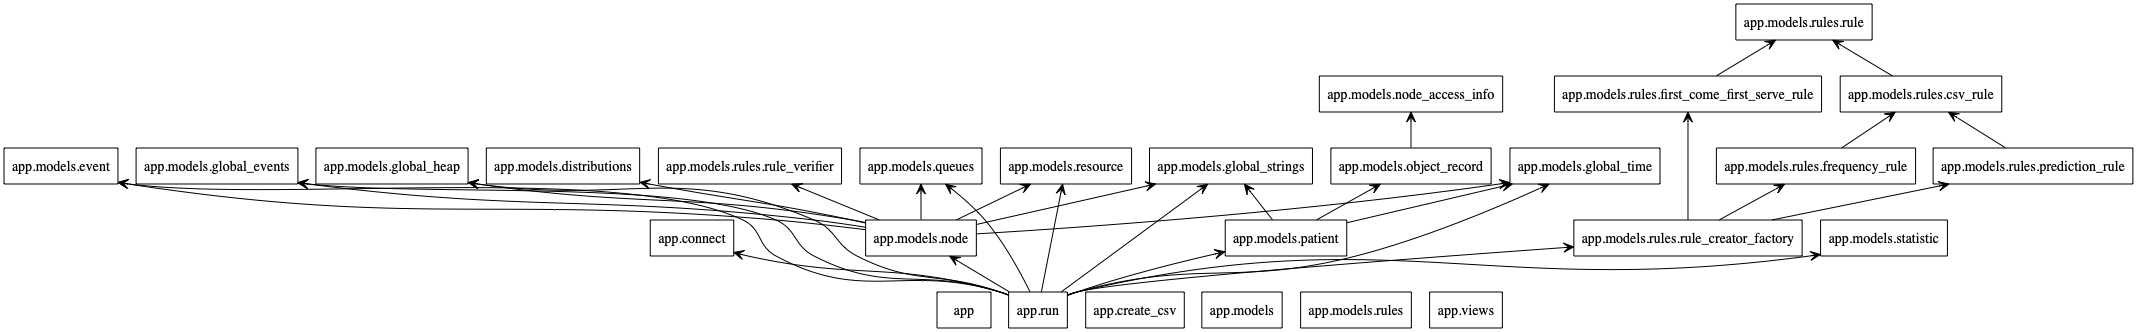 app.models.rules.rule
app.models.node_access_info
app.models.rules.first_come_first_serve_rule
app.models.rules.csv_rule
app.models.event
app.models.global_events
app.models.global_heap
app.models.distributions
app.models.rules.rule_verifier
app.models.queues
app.models.resource
app.models.global_strings
app.models.object_record
app.models.global_time
app.models.rules.frequency_rule
app.models.rules.prediction_rule
app.connect
app.models.node
app.models.patient
app.models.rules.rule_creator_factory
app.models.statistic
app
app.run
app.create_csv
app.models
app.models.rules
app.views